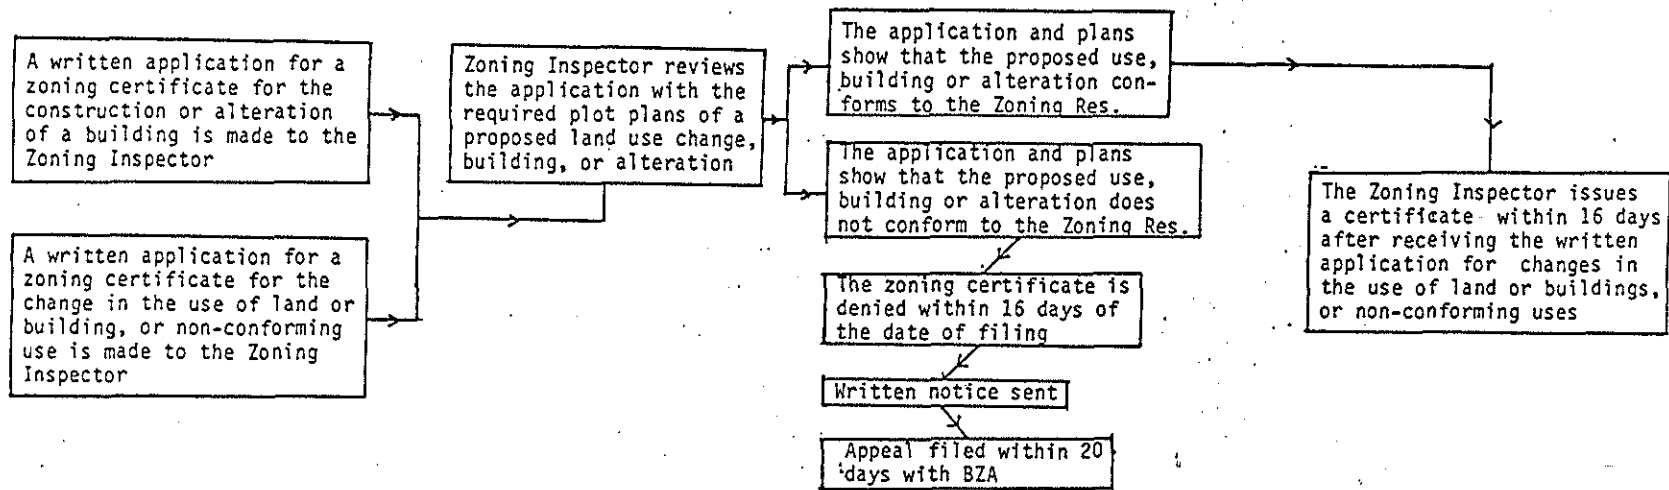 A written application for a
zoning certificate for the
construction or alteration
of a building is made to the
Zoning Inspector
A written application for a
zoning certificate for the
change in the use of land or
building, or non-conforming
use is made to the Zoning
Inspector
Zoning Inspector reviews
the application with the
required plot plans of a
proposed land use change,
building, or alteration
The application and plans
show that the proposed use,
building or alteration con-
forms to the Zoning Res.
The application and plans
show that the proposed use,
building or alteration does
not conform to the Zoning Res.
The zoning certificate is
denied within 16 days of
the date of filing
Written notice sent
Appeal filed within 20
days with BZA
The Zoning Inspector issues
a certificate within 16 days
after receiving the written
application for changes in
the use of land or buildings,
or non-conforming uses